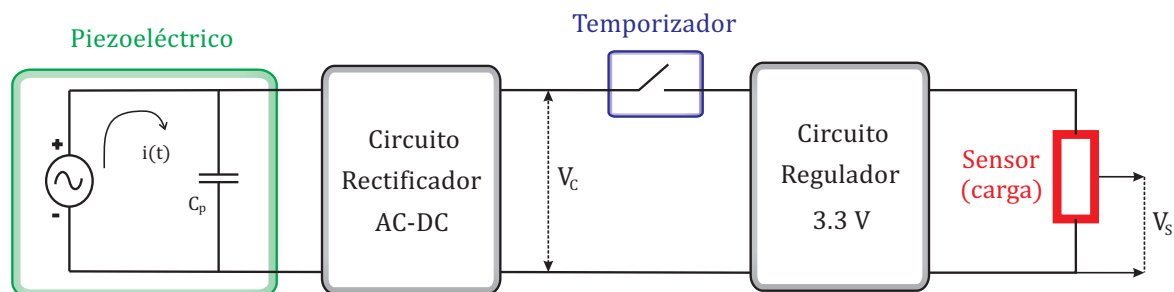 Piezoeléctrico
+
-
i(t)
Cp
Circuito
Rectificador
AC-DC
VC
Temporizador
Circuito
Regulador
3.3 V
Sensor
(carga)
VS